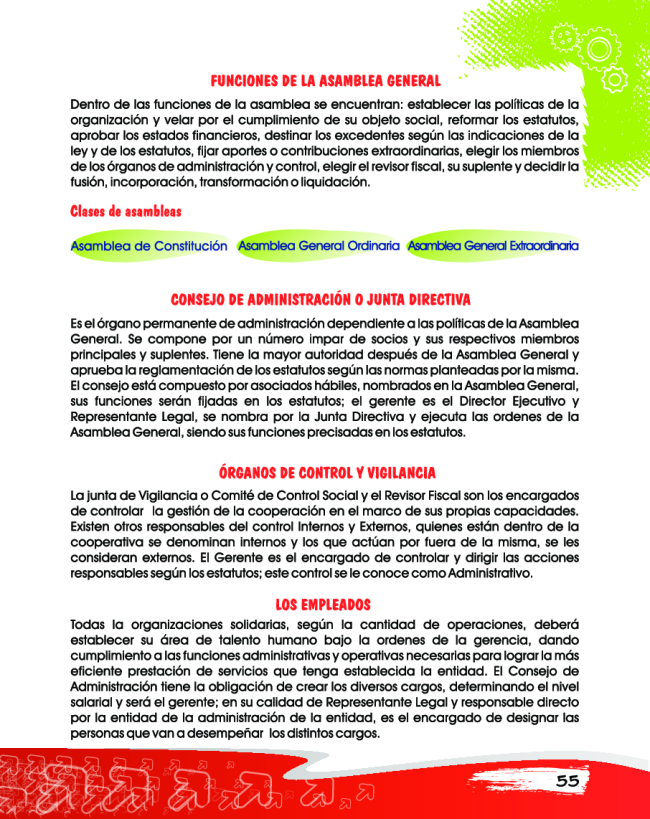 FUNCIONES DE LA ASAMBLEA GENERAL
Dentro de las funciones de la asamblea se encuentran: establecer las políticas de la
organización y velar por el cumplimiento de su objeto social, reformar los estatutos,
aprobar los estados financieros, destinar los excedentes según las indicaciones de la
ley y de los estatutos, fijar aportes o contribuciones extraordinarias, elegir los miembros
de los órganos de administración y control, elegir el revisor fiscal, su suplente y decidir la
fusión, incorporación, transformación o liquidación.
Clases de asambleas
Asamblea de Constitución Asamblea General Ordinaria Asamblea General Extraordinaria
CONSEJO DE ADMINISTRACIÓN O JUNTA DIRECTIVA
Es el órgano permanente de administración dependiente a las políticas de la Asamblea
General. Se compone por un número impar de socios y sus respectivos miembros
principales y suplentes. Tiene la mayor autoridad después de la Asamblea General y
aprueba la reglamentación de los estatutos según las normas planteadas por la misma.
El consejo está compuesto por asociados hábiles, nombrados en la Asamblea General,
sus funciones serán fijadas en los estatutos; el gerente es el Director Ejecutivo y
Representante Legal, se nombra por la Junta Directiva y ejecuta las ordenes de la
Asamblea General, siendo sus funciones precisadas en los estatutos.
ÓRGANOS DE CONTROL Y VIGILANCIA
La junta de Vigilancia o Comité de Control Social y el Revisor Fiscal son los encargados
de controlar la gestión de la cooperación en el marco de sus propias capacidades.
Existen otros responsables del control Internos y Externos, quienes están dentro de la
cooperativa se denominan internos y los que actúan por fuera de la misma, se les
consideran externos. El Gerente es el encargado de controlar y dirigir las acciones
responsables según los estatutos; este control se le conoce como Administrativo.
LOS EMPLEADOS
Todas la organizaciones solidarias, según la cantidad de operaciones, deberá
establecer su área de talento humano bajo la ordenes de la gerencia, dando
cumplimiento a las funciones administrativas y operativas necesarias para lograr la más
eficiente prestación de servicios que tenga establecida la entidad. El Consejo de
Administración tiene la obligación de crear los diversos cargos, determinando el nivel
salarial y será el gerente; en su calidad de Representante Legal y responsable directo
por la entidad de la administración de la entidad, es el encargado de designar las
personas que van a desempeñar los distintos cargos.
55